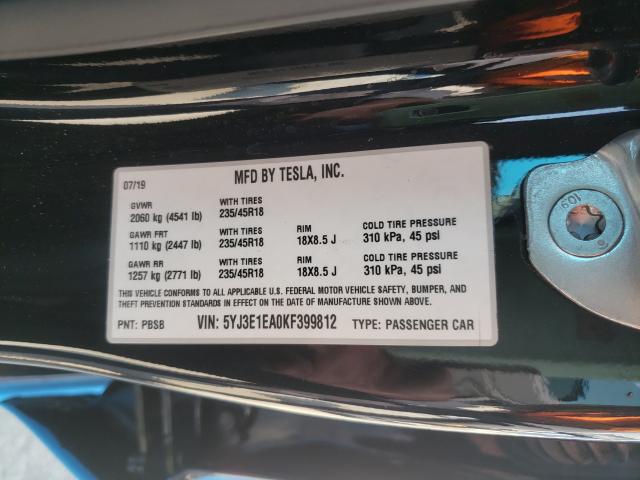 07/19 MFD BY TESLA, INC.
GVWR WITH TIRES
2060 kg (4541 lb) 235/45R18
GAWR FRT WITH TIRES RIM COLD TIRE PRESSURE
1110 kg (2447 lb) 235/45R18 18X8.5 J 310 kPa, 45 psi
GAWR RR WITH TIRES RIM COLD TIRE PRESSURE
1257 kg (2771 lb) 235/45R18 18X8.5 J 310 kPa, 45 psi
THIS VEHICLE CONFORMS TO ALL APPLICABLE U.S. FEDERAL MOTOR VEHICLE SAFETY, BUMPER, AND
THEFT PREVENTION STANDARDS IN EFFECT ON THE DATE OF MANUFACTURE SHOWN ABOVE.
PNT: PBSB VIN: 5YJ3E1EA0KF399812 TYPE: PASSENGER CAR
109